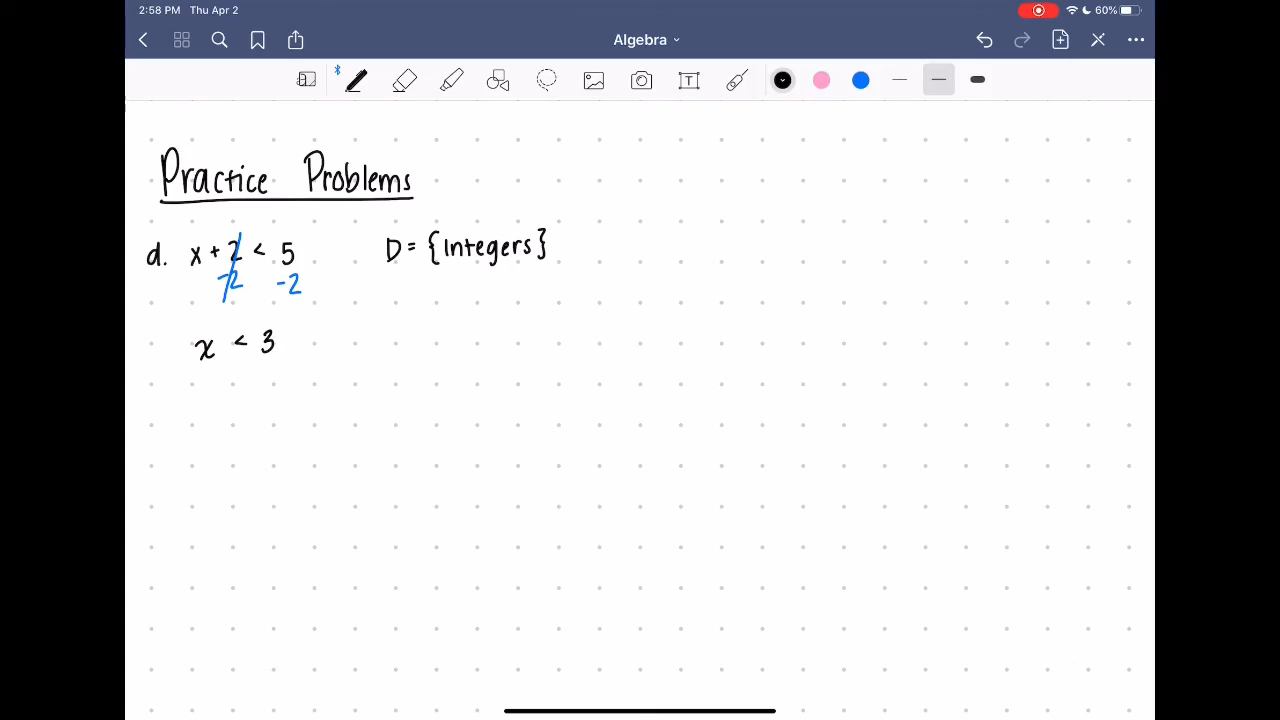 2:58 PM Thu Apr 2 60%
Algebra
Practice Problems
d. x + 2 < 5 D = {Integers}
-2 -2
x < 3